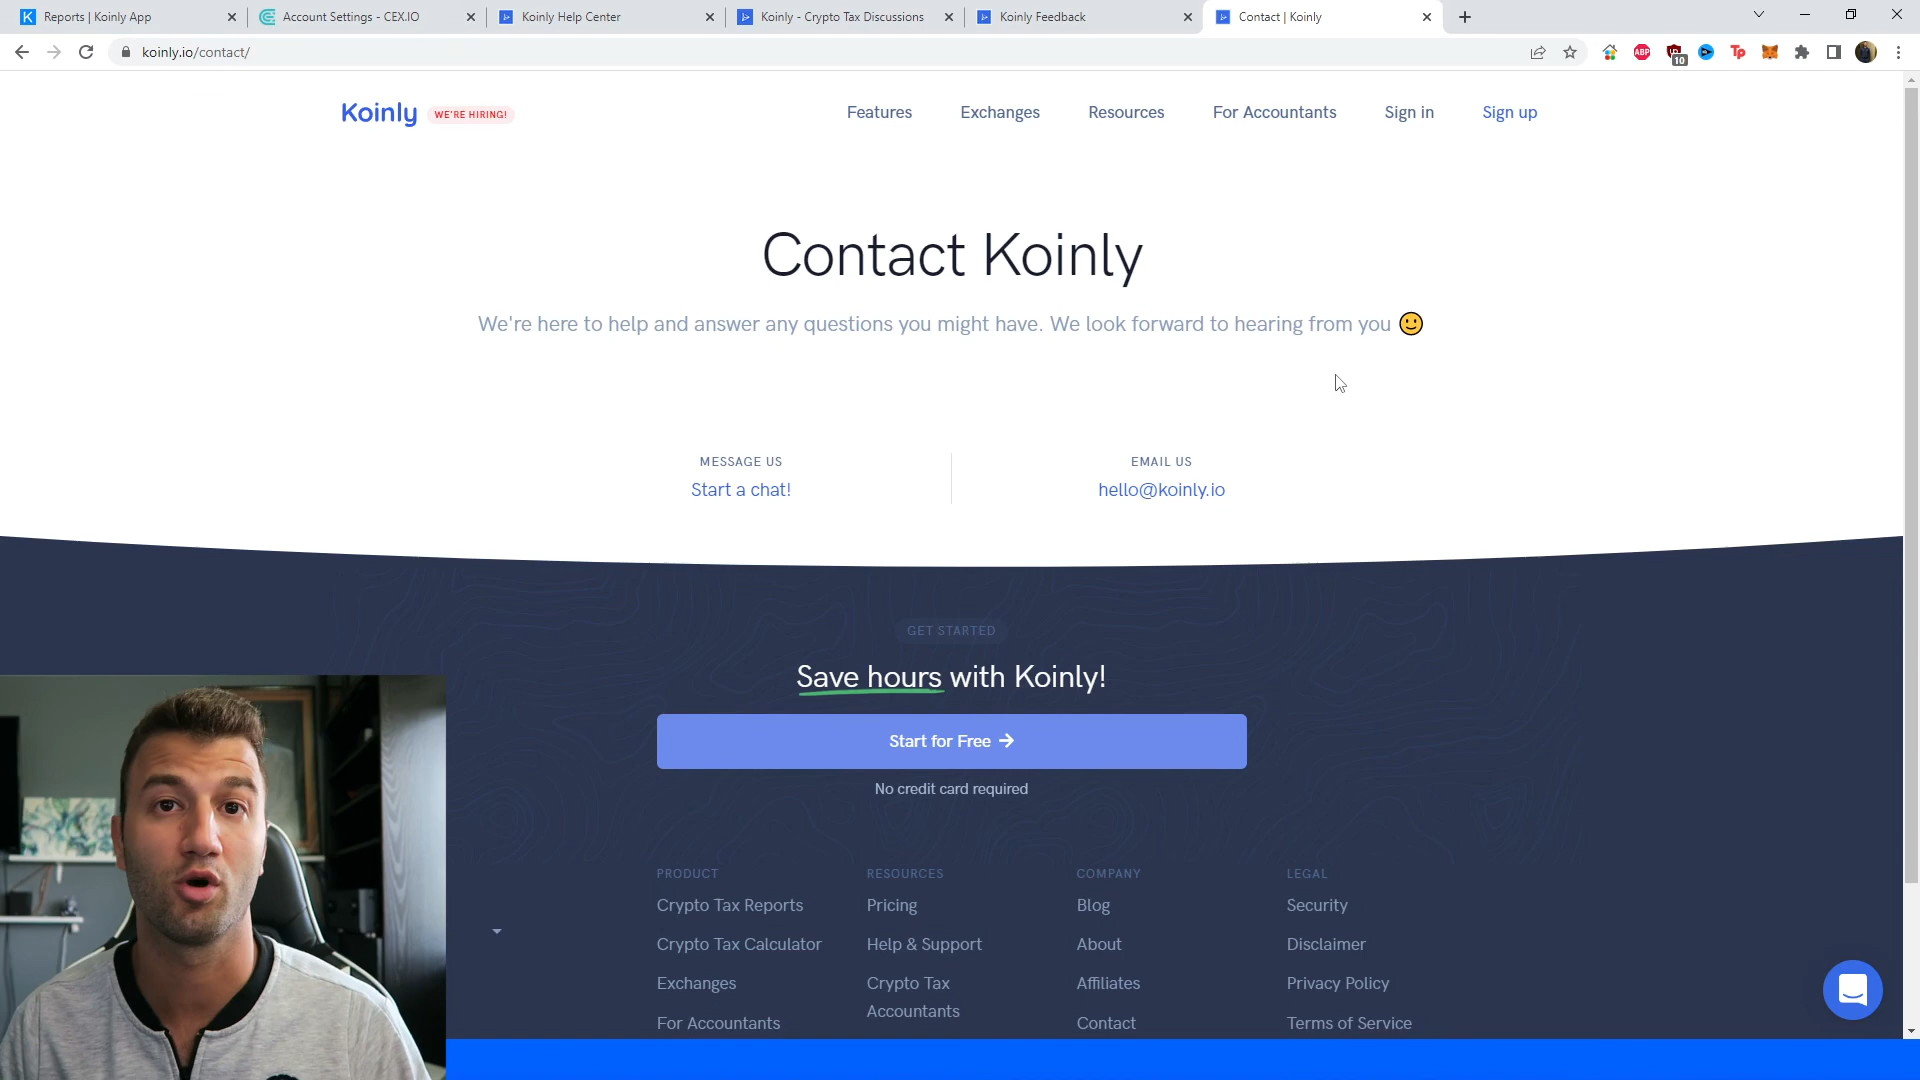 Reports | Koinly App
Account Settings - CEX.IO
Koinly Help Center
Koinly - Crypto Tax Discussions
Koinly Feedback
Contact | Koinly
koinly.io/contact/
ABP
10
Tp
Koinly
WE'RE HIRING!
Features
Exchanges
Resources
For Accountants
Sign in
Sign up
Contact Koinly
We're here to help and answer any questions you might have. We look forward to hearing from you
MESSAGE US
Start a chat!
EMAIL US
hello@koinly.io
GET STARTED
Save hours with Koinly!
Start for Free
No credit card required
PRODUCT
Crypto Tax Reports
Crypto Tax Calculator
Exchanges
For Accountants
RESOURCES
Pricing
Help & Support
Crypto Tax
Accountants
COMPANY
Blog
About
Affiliates
Contact
LEGAL
Security
Disclaimer
Privacy Policy
Terms of Service